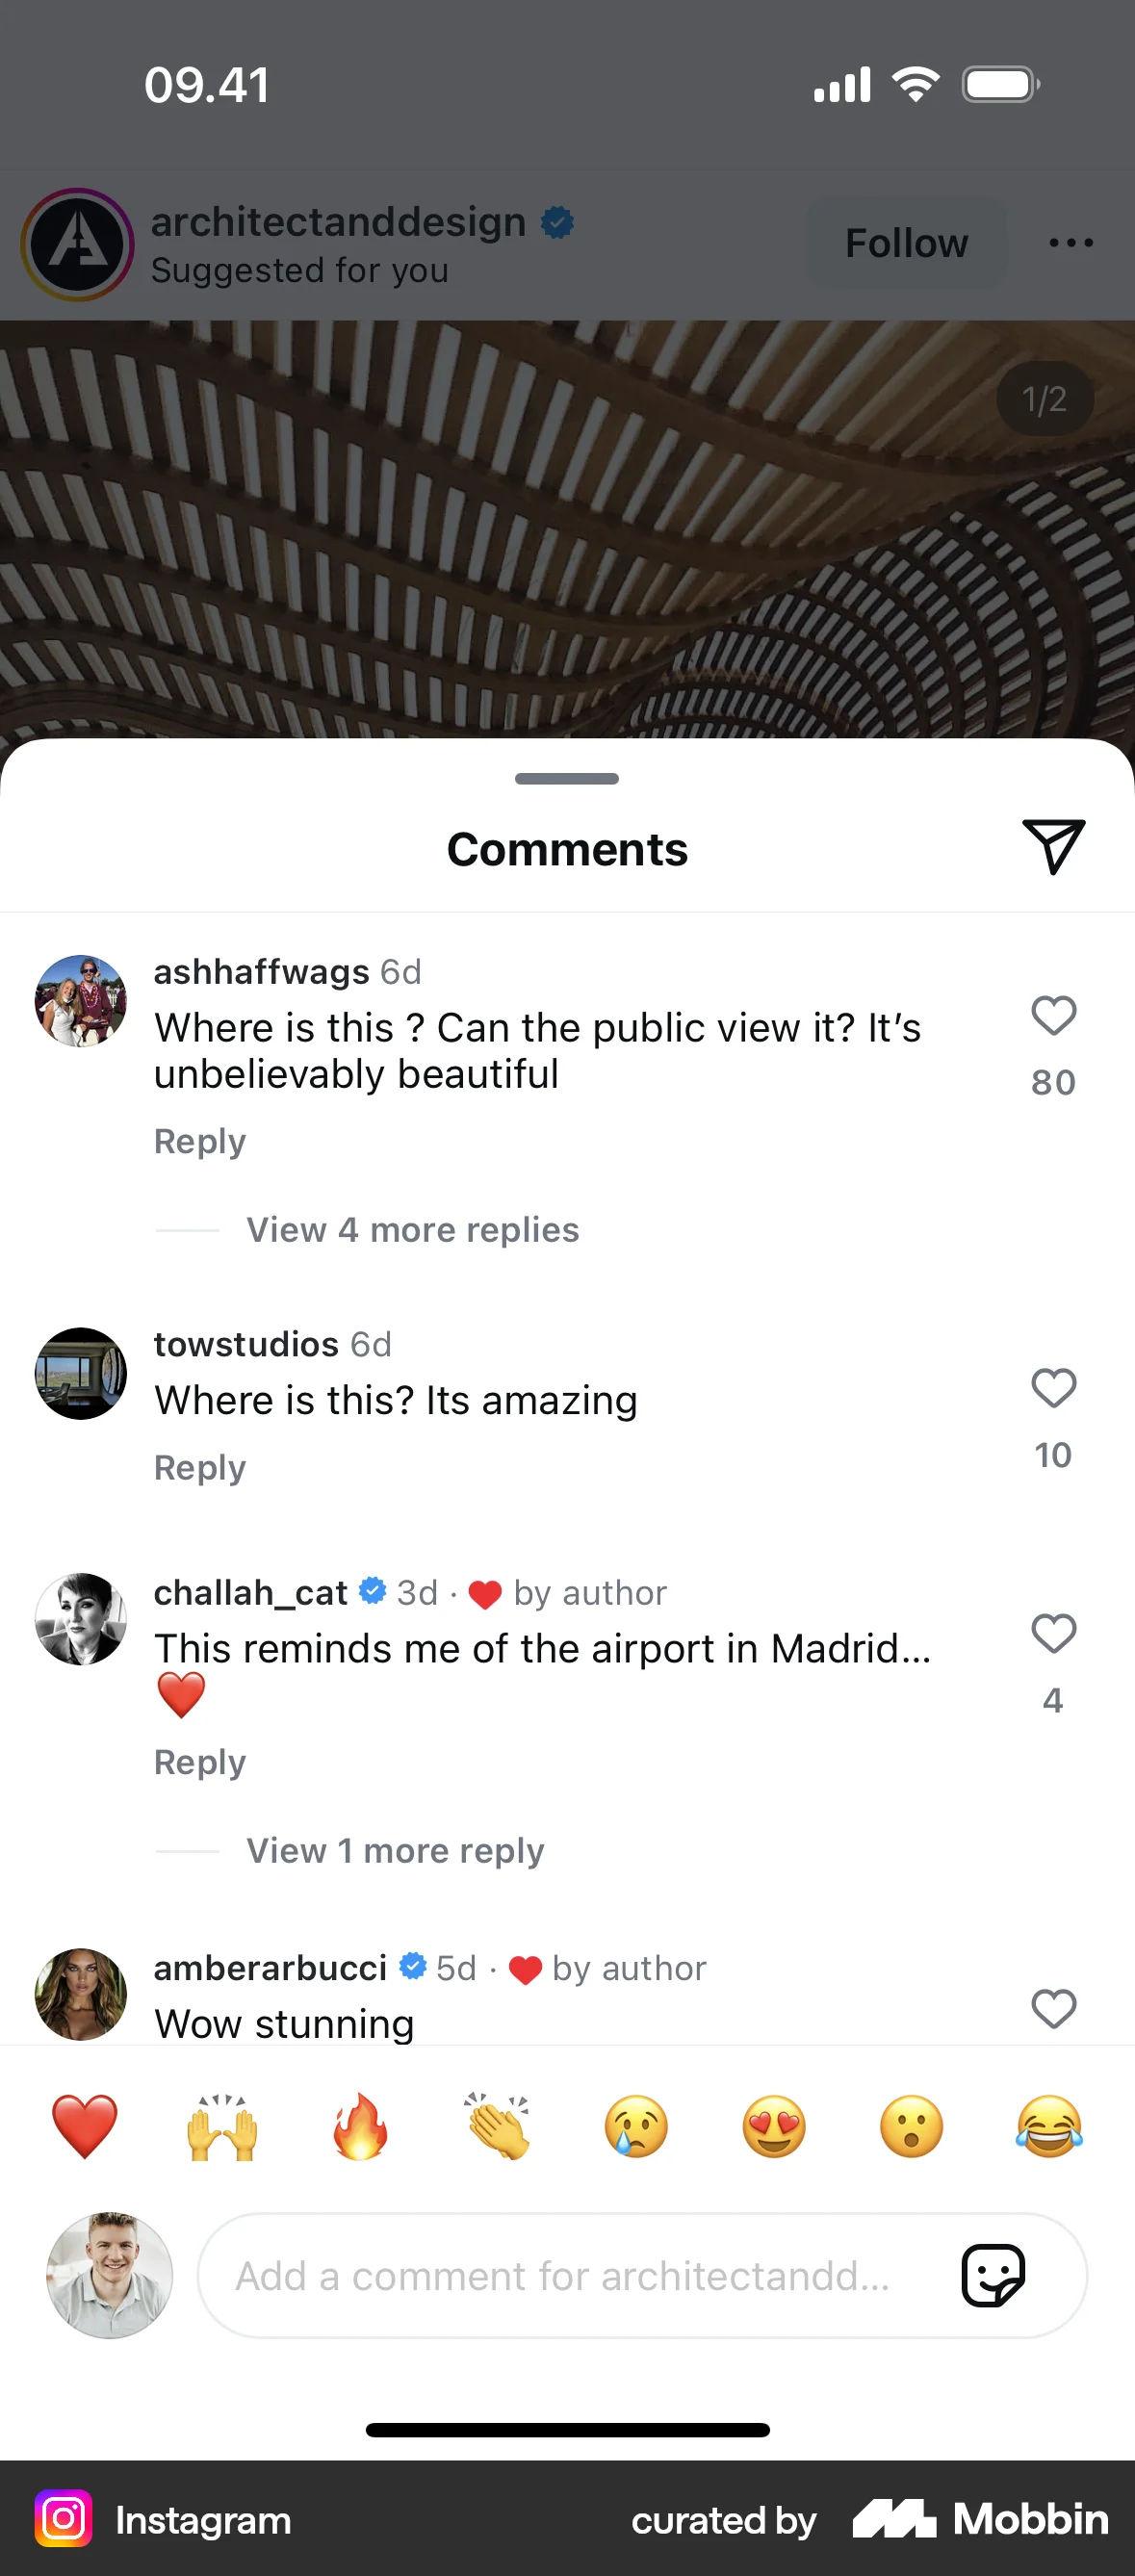 09.41
architectanddesign
Suggested for you
Follow
1/2
Comments
ashhaffwags 6d
Where is this ? Can the public view it? It’s
unbelievably beautiful
80
Reply
View 4 more replies
towstudios 6d
Where is this? Its amazing
10
Reply
challah_cat 3d · ❤️ by author
This reminds me of the airport in Madrid...
❤️
4
Reply
View 1 more reply
amberarbucci 5d · ❤️ by author
Wow stunning
Add a comment for architectandd...
Instagram
curated by Mobbin